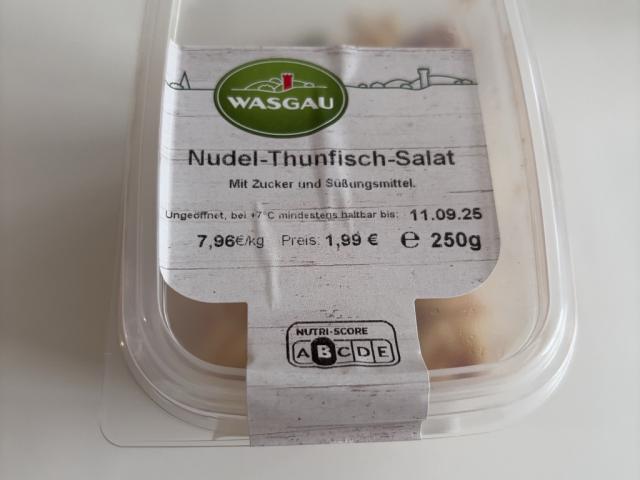 WASGAU
Nudel-Thunfisch-Salat
Mit Zucker und Süßungsmittel.
Ungeöffnet, bei +7°C mindestens haltbar bis: 11.09.25
7,96€/kg Preis: 1,99 € ℮ 250g
NUTRI-SCORE
A B C D E